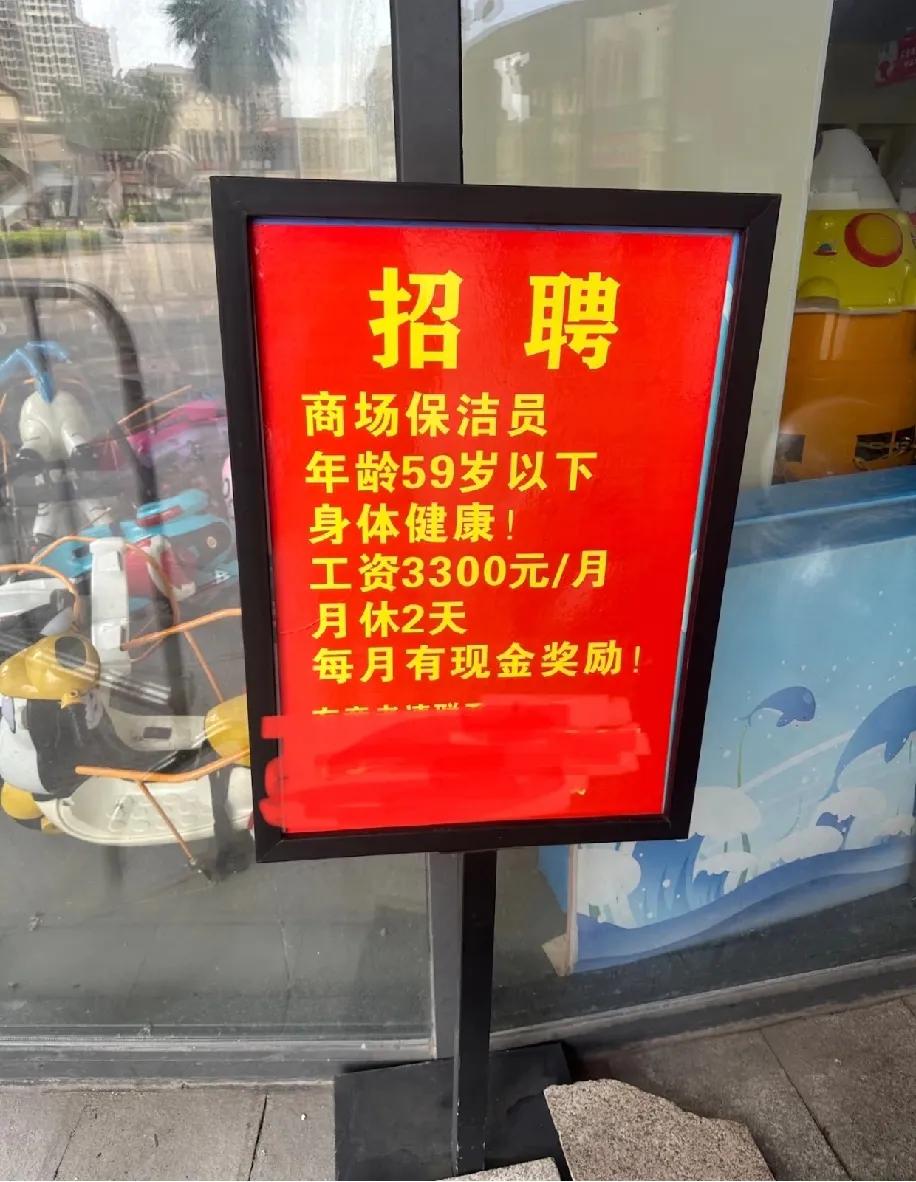 招聘
商场保洁员
年龄59岁以下
身体健康！
工资3300元/月
月休2天
每月有现金奖励！